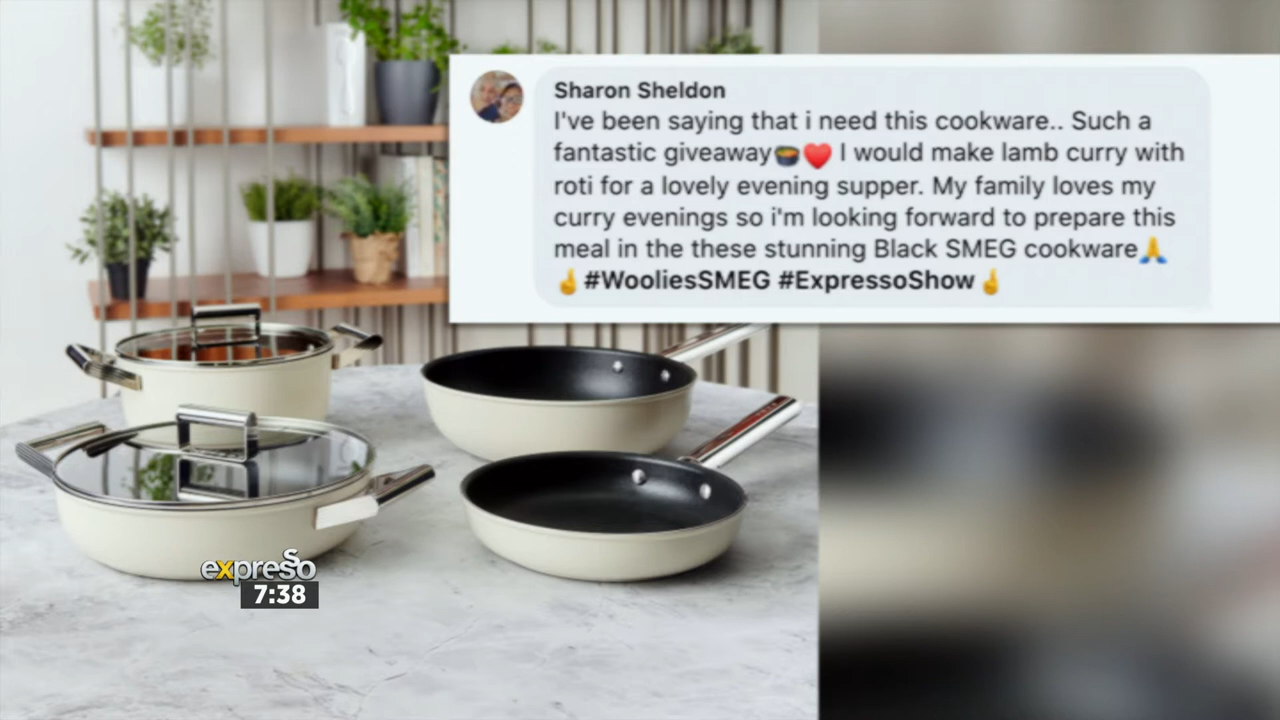 Sharon Sheldon
I've been saying that i need this cookware.. Such a
fantastic giveaway🍲❤️ I would make lamb curry with
roti for a lovely evening supper. My family loves my
curry evenings so i'm looking forward to prepare this
meal in the these stunning Black SMEG cookware🙏
🤞#WooliesSMEG #ExpressoShow🤞
expresso
7:38